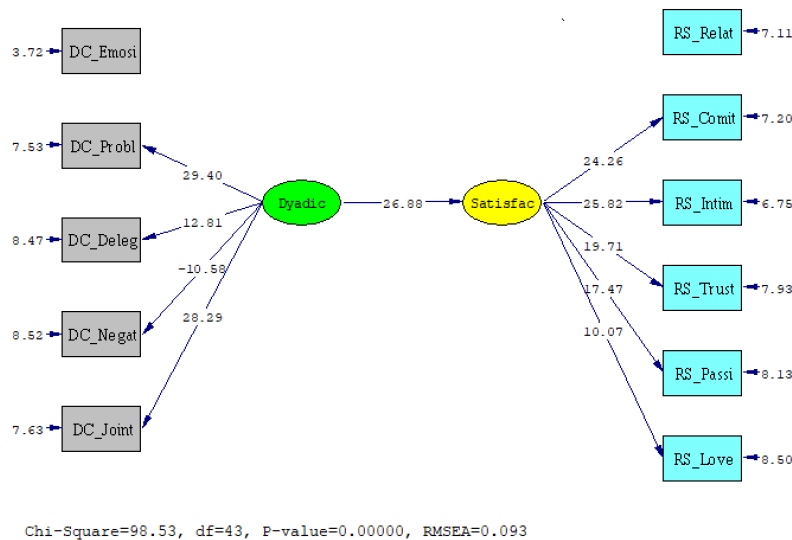 3.72 DC_Emosi
RS_Relat 7.11
7.53 DC_Probl
RS_Comit 7.20
29.40
24.26
Dyadic 26.88 Satisfac
25.82 RS_Intim 6.75
12.81
8.47 DC_Deleg
19.71
-10.58
RS_Trust 7.93
17.47
28.29
10.07
8.52 DC_Negat
RS_Passi 8.13
7.63 DC_Joint
RS_Love 8.50
Chi-Square=98.53, df=43, P-value=0.00000, RMSEA=0.093